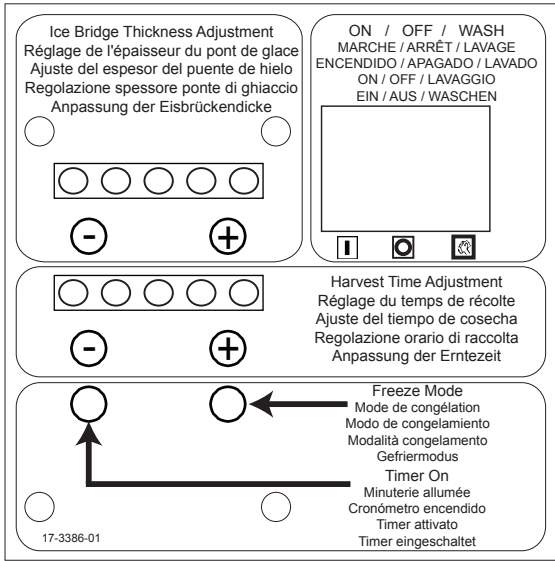 Ice Bridge Thickness Adjustment
Réglage de l'épaisseur du pont de glace
Ajuste del espesor del puente de hielo
Regolazione spessore ponte di ghiaccio
Anpassung der Eisbrückendicke
-
+
ON / OFF / WASH
MARCHE / ARRÊT / LAVAGE
ENCENDIDO / APAGADO / LAVADO
ON / OFF / LAVAGGIO
EIN / AUS / WASCHEN
Harvest Time Adjustment
Réglage du temps de récolte
Ajuste del tiempo de cosecha
Regolazione orario di raccolta
Anpassung der Erntezeit
-
+
Freeze Mode
Mode de congélation
Modo de congelamiento
Modalità congelamento
Gefriermodus
Timer On
Minuterie allumée
Cronómetro encendido
Timer attivato
Timer eingeschaltet
17-3386-01